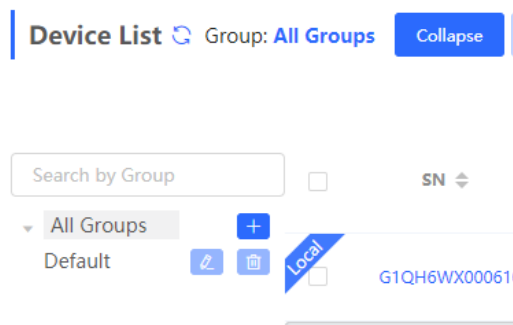 Device List Group: All Groups Collapse
Search by Group
SN
All Groups
Default
Local
G1QH6WX00061